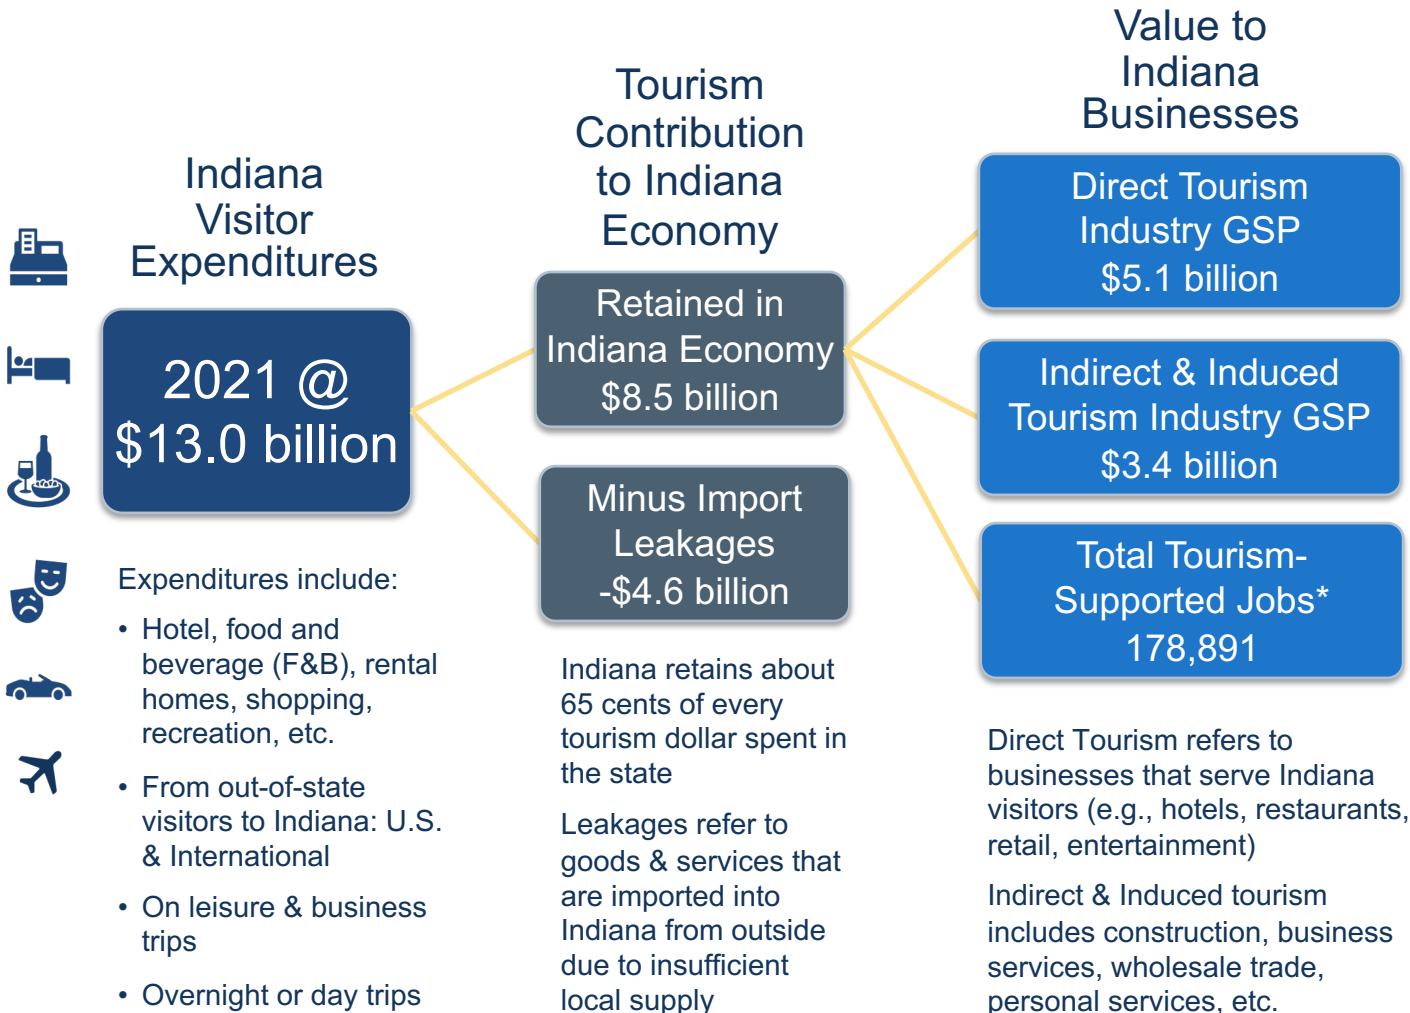 Indiana
Visitor
Expenditures
2021 @
$13.0 billion
Expenditures include:
• Hotel, food and
beverage (F&B), rental
homes, shopping,
recreation, etc.
• From out-of-state
visitors to Indiana: U.S.
& International
• On leisure & business
trips
• Overnight or day trips
Tourism
Contribution
to Indiana
Economy
Retained in
Indiana Economy
$8.5 billion
Minus Import
Leakages
-$4.6 billion
Indiana retains about
65 cents of every
tourism dollar spent in
the state
Leakages refer to
goods & services that
are imported into
Indiana from outside
due to insufficient
local supply
Value to
Indiana
Businesses
Direct Tourism
Industry GSP
$5.1 billion
Indirect & Induced
Tourism Industry GSP
$3.4 billion
Total Tourism-
Supported Jobs*
178,891
Direct Tourism refers to
businesses that serve Indiana
visitors (e.g., hotels, restaurants,
retail, entertainment)
Indirect & Induced tourism
includes construction, business
services, wholesale trade,
personal services, etc.